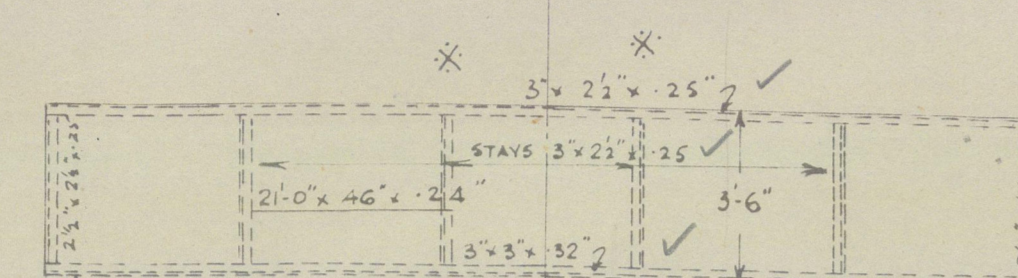 3" x 2½" x .25"
STAYS 3" x 2½" x .25
21'-0" x 46" x .24"
3'-6"
3" x 3" x .32"
2½" x 2½" x .25